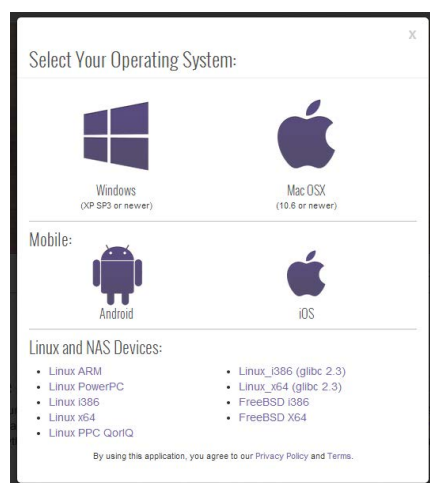 x
Select Your Operating System:
Windows
(XP SP3 or newer)
Mac OSX
(10.6 or newer)
Mobile:
Android
iOS
Linux and NAS Devices:
Linux ARM
Linux PowerPC
Linux i386
Linux x64
Linux PPC QorIQ
Linux_i386 (glibc 2.3)
Linux_x64 (glibc 2.3)
FreeBSD i386
FreeBSD X64
By using this application, you agree to our Privacy Policy and Terms.